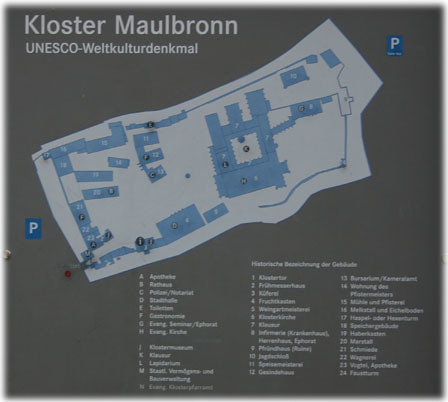 Kloster Maulbronn
UNESCO-Weltkulturdenkmal
P
P
A Apotheke
B Rathaus
C Polizei/Notariat
D Stadthalle
E Toiletten
F Gastronomie
G Evang. Seminar/Ephorat
H Evang. Kirche
J Klostermuseum
K Kreuzgang
L Lapidarium
M Staatl. Vermögens- und
Bauverwaltung
N Evang. Klosterpfarramt
Historische Bezeichnung der Gebäude
1 Klostertor
2 Frühmesserhaus
3 Küferei
4 Fruchtkasten
5 Weingartmeisterei
6 Klosterkirche
7 Klausur
8 Infirmerie (Krankenhaus),
Herrenhaus, Ephorat
9 Pfründhaus (Ruine)
10 Jagdschloß
11 Speisemeisterei
12 Gesindehaus
13 Bursarium/Kameralamt
14 Wohnung des
Pfistermeisters
15 Mühle und Pfisterei
16 Melkstall und Eichelboden
17 Haspel- oder Hexenturm
18 Speichergebäude
19 Haberkasten
20 Marstall
21 Schmiede
22 Wagnerei
23 Vogtei, Apotheke
24 Faustturm